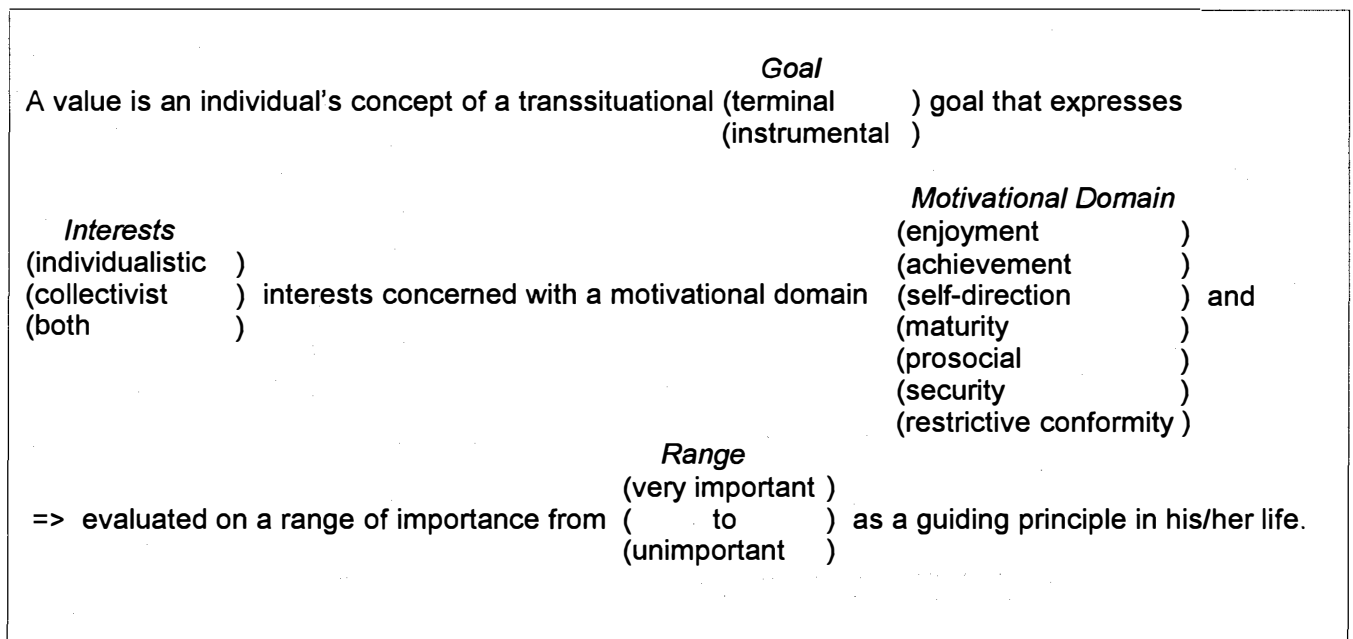 Goal
A value is an individual's concept of a transsituational (terminal ) goal that expresses
(instrumental )
Motivational Domain
Interests (enjoyment )
(individualistic ) (achievement )
(collectivist ) interests concerned with a motivational domain (self-direction ) and
(both ) (maturity )
(prosocial )
(security )
(restrictive conformity )
Range
(very important )
=> evaluated on a range of importance from ( to ) as a guiding principle in his/her life.
(unimportant )